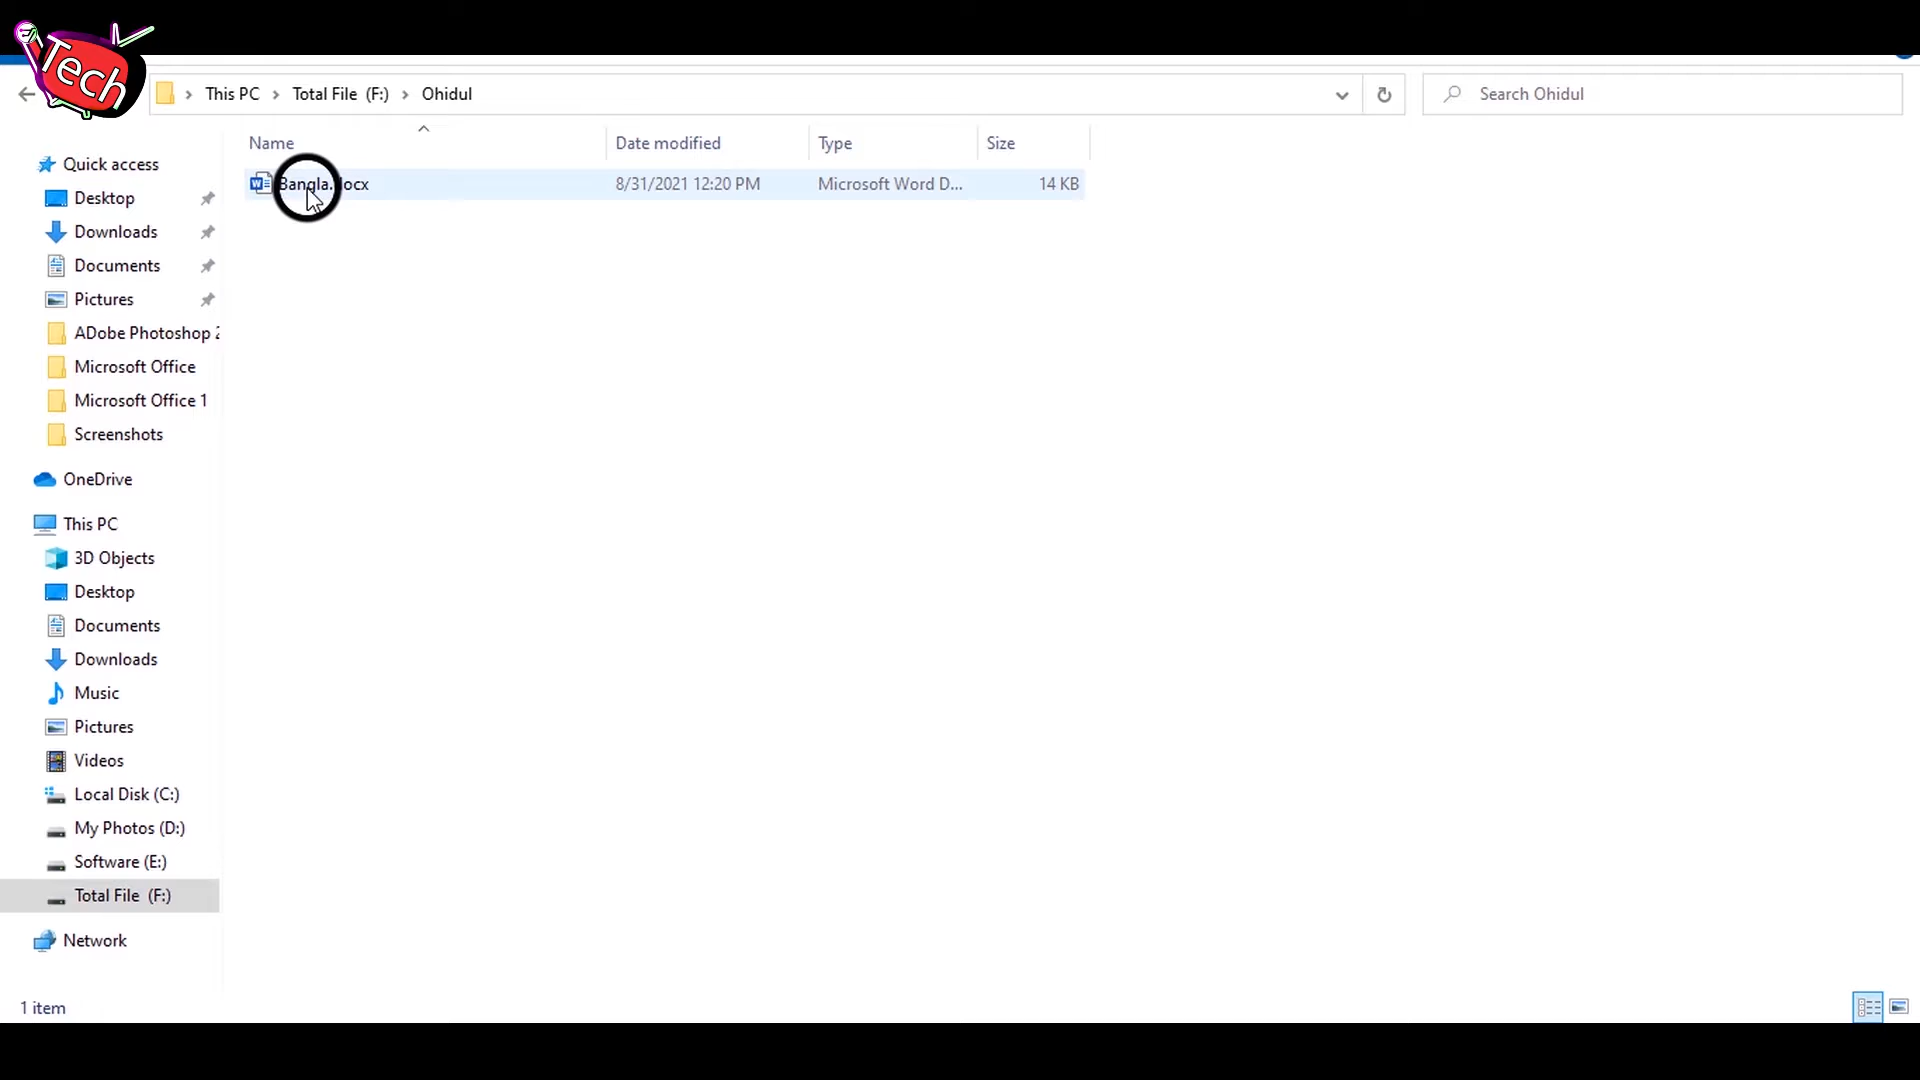 Tech
This PC > Total File (F:) > Ohidul
Search Ohidul
Name Date modified Type Size
Bangla.docx 8/31/2021 12:20 PM Microsoft Word D... 14 KB
Quick access
Desktop
Downloads
Documents
Pictures
ADobe Photoshop 2
Microsoft Office
Microsoft Office 1
Screenshots
OneDrive
This PC
3D Objects
Desktop
Documents
Downloads
Music
Pictures
Videos
Local Disk (C:)
My Photos (D:)
Software (E:)
Total File (F:)
Network
1 item